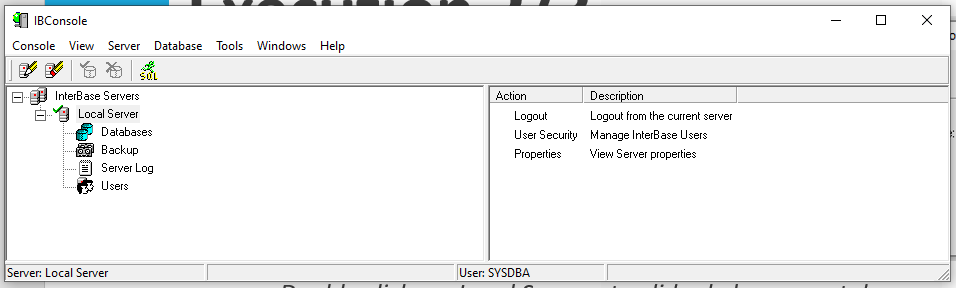 Execution
IBConsole
Console View Server Database Tools Windows Help
SQL
InterBase Servers
Local Server
Databases
Backup
Server Log
Users
Action Description
Logout Logout from the current server
User Security Manage InterBase Users
Properties View Server properties
Server: Local Server User: SYSDBA